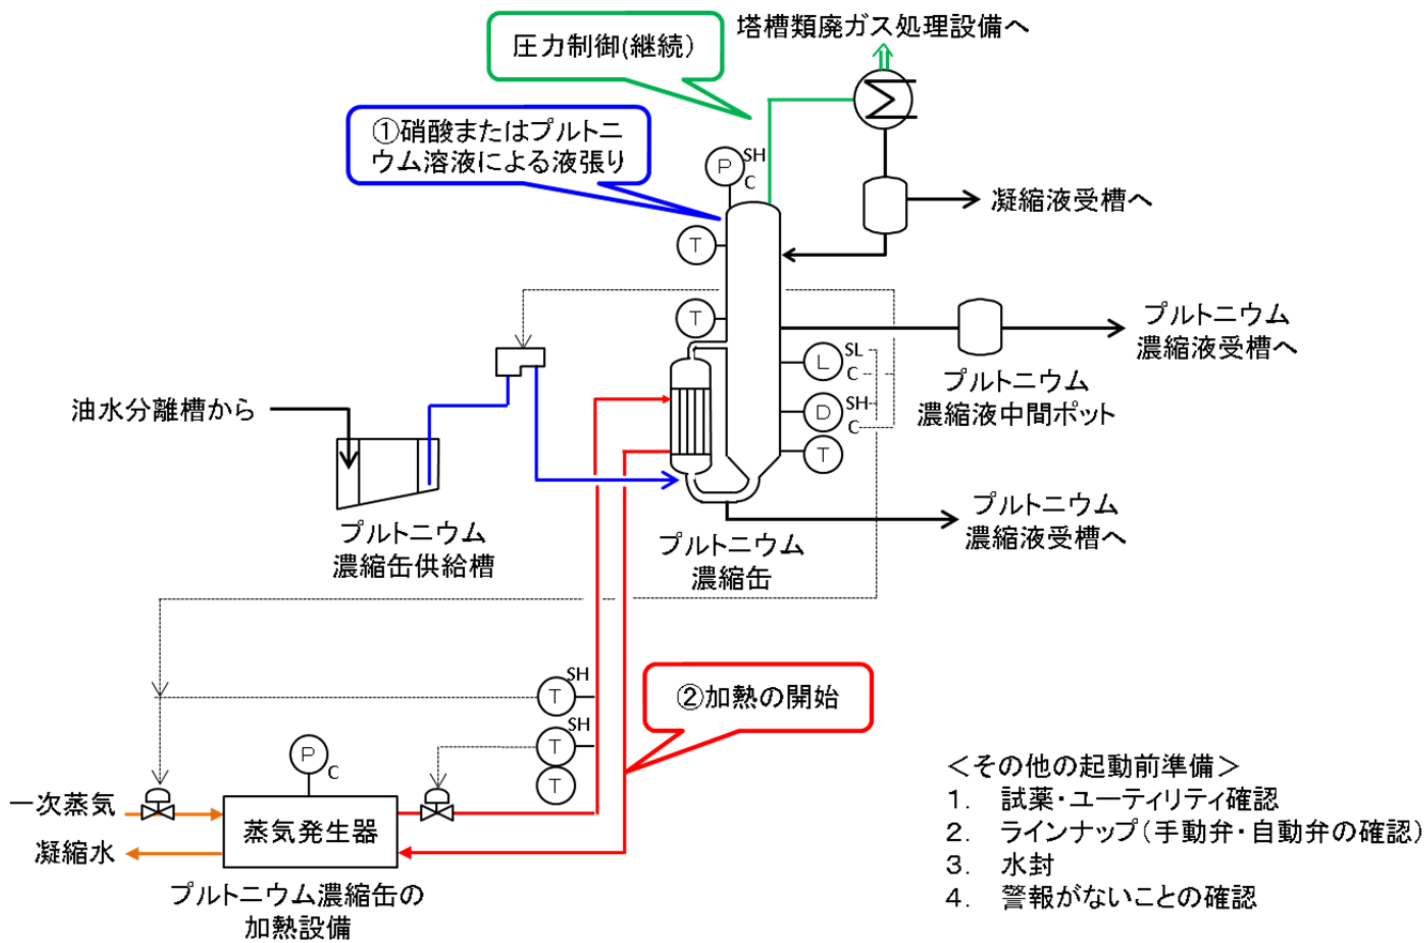 塔槽類廃ガス処理設備へ
圧力制御(継続)
①硝酸またはプルトニ
ウム溶液による液張り
P
SH
C
凝縮液受槽へ
T
T
プルトニウム
濃縮液受槽へ
L
SL
C
プルトニウム
濃縮液中間ポット
D
SH
C
T
油水分離槽から
プルトニウム
濃縮缶供給槽
プルトニウム
濃縮缶
プルトニウム
濃縮液受槽へ
T
SH
T
SH
T
②加熱の開始
P
C
一次蒸気
凝縮水
蒸気発生器
プルトニウム濃縮缶の
加熱設備
<その他の起動前準備>
1. 試薬・ユーティリティ確認
2. ラインナップ(手動弁・自動弁の確認)
3. 水封
4. 警報がないことの確認